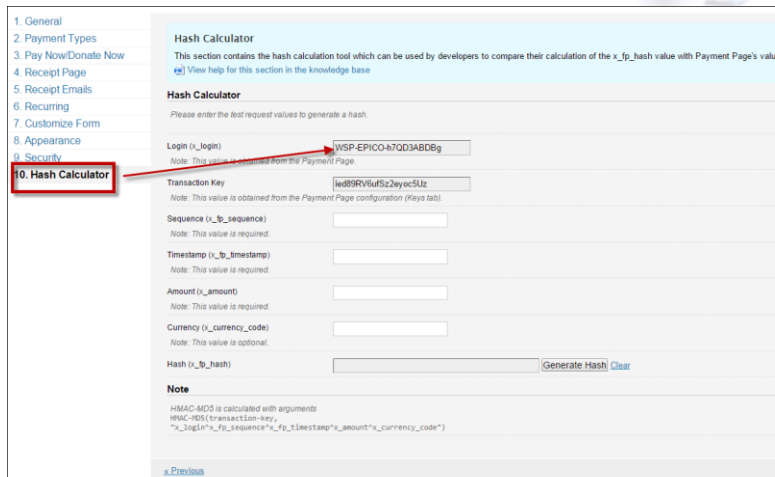 1. General
2. Payment Types
3. Pay Now/Donate Now
4. Receipt Page
5. Receipt Emails
6. Recurring
7. Customize Form
8. Appearance
9. Security
10. Hash Calculator
Hash Calculator
This section contains the hash calculation tool which can be used by developers to compare their calculation of the x_fp_hash value with Payment Page's valu
View help for this section in the knowledge base
Hash Calculator
Please enter the test request values to generate a hash.
Login (x_login)
WSP-EPICO-h7QD3ABDBg
Note: This value is obtained from the Payment Page.
Transaction Key
ied89RV6ufSz2eyoc5Uz
Note: This value is obtained from the Payment Page configuration (Keys tab).
Sequence (x_fp_sequence)
Note: This value is required.
Timestamp (x_fp_timestamp)
Note: This value is required.
Amount (x_amount)
Note: This value is required.
Currency (x_currency_code)
Note: This value is optional.
Hash (x_fp_hash)
Generate Hash Clear
Note
HMAC-MD5 is calculated with arguments
HMAC-MD5(transaction-key,
"x_login^x_fp_sequence^x_fp_timestamp^x_amount^x_currency_code")
« Previous